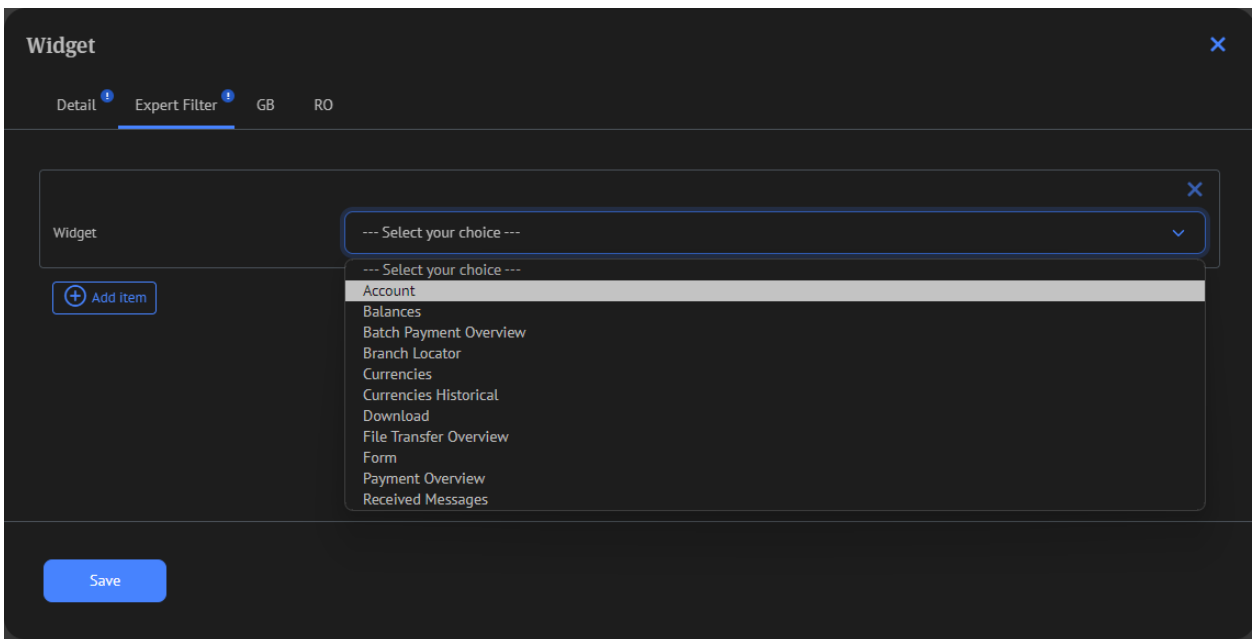 Widget
Detail
Expert Filter
GB
RO
Widget
--- Select your choice ---
--- Select your choice ---
Account
Balances
Batch Payment Overview
Branch Locator
Currencies
Currencies Historical
Download
File Transfer Overview
Form
Payment Overview
Received Messages
Add item
Save